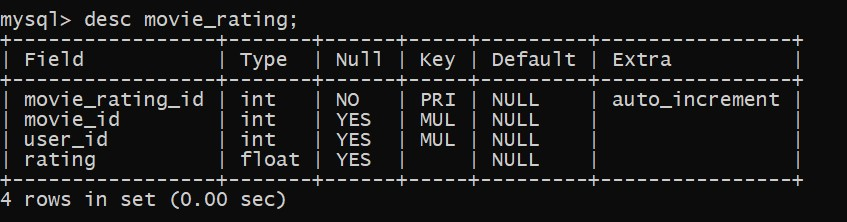 mysql> desc movie_rating;
+-----------------+-------+------+-----+---------+----------------+
| Field           | Type  | Null | Key | Default | Extra          |
+-----------------+-------+------+-----+---------+----------------+
| movie_rating_id | int   | NO   | PRI | NULL    | auto_increment |
| movie_id        | int   | YES  | MUL | NULL    |                |
| user_id         | int   | YES  | MUL | NULL    |                |
| rating          | float | YES  |     | NULL    |                |
+-----------------+-------+------+-----+---------+----------------+
4 rows in set (0.00 sec)